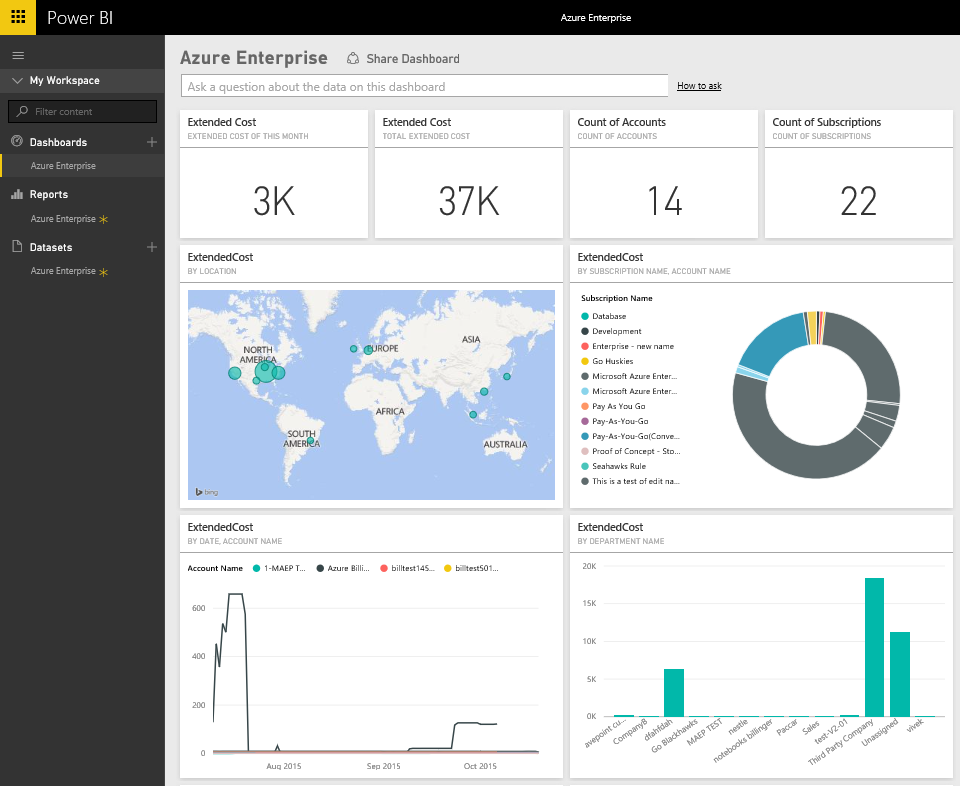 Power BI
Azure Enterprise
My Workspace
Filter content
Dashboards
Azure Enterprise
Reports
Azure Enterprise
Datasets
Azure Enterprise
Azure Enterprise
Share Dashboard
Ask a question about the data on this dashboard
How to ask
Extended Cost
EXTENDED COST OF THIS MONTH
3K
Extended Cost
TOTAL EXTENDED COST
37K
Count of Accounts
COUNT OF ACCOUNTS
14
Count of Subscriptions
COUNT OF SUBSCRIPTIONS
22
ExtendedCost
BY LOCATION
NORTH
AMERICA
EUROPE
ASIA
AFRICA
SOUTH
AMERICA
AUSTRALIA
bing
ExtendedCost
BY SUBSCRIPTION NAME, ACCOUNT NAME
Subscription Name
Database
Development
Enterprise - new name
Go Huskies
Microsoft Azure Enter...
Microsoft Azure Enter...
Pay As You Go
Pay-As-You-Go
Pay-As-You-Go(Conve...
Proof of Concept - Sto...
Seahawks Rule
This is a test of edit na...
ExtendedCost
BY DATE, ACCOUNT NAME
Account Name 1-MAEP T... Azure Billi... billtest145... billtest501...
600
400
200
0
Aug 2015 Sep 2015 Oct 2015
ExtendedCost
BY DEPARTMENT NAME
20K
15K
10K
5K
0K
avepoint cu...
CompanyB
dfahfdah
Go Blackhawks
MAEP TEST
nestle
notebooks billinger
Paccar
Sales
test-V2-01
Third Party Company
Unassigned
vivek